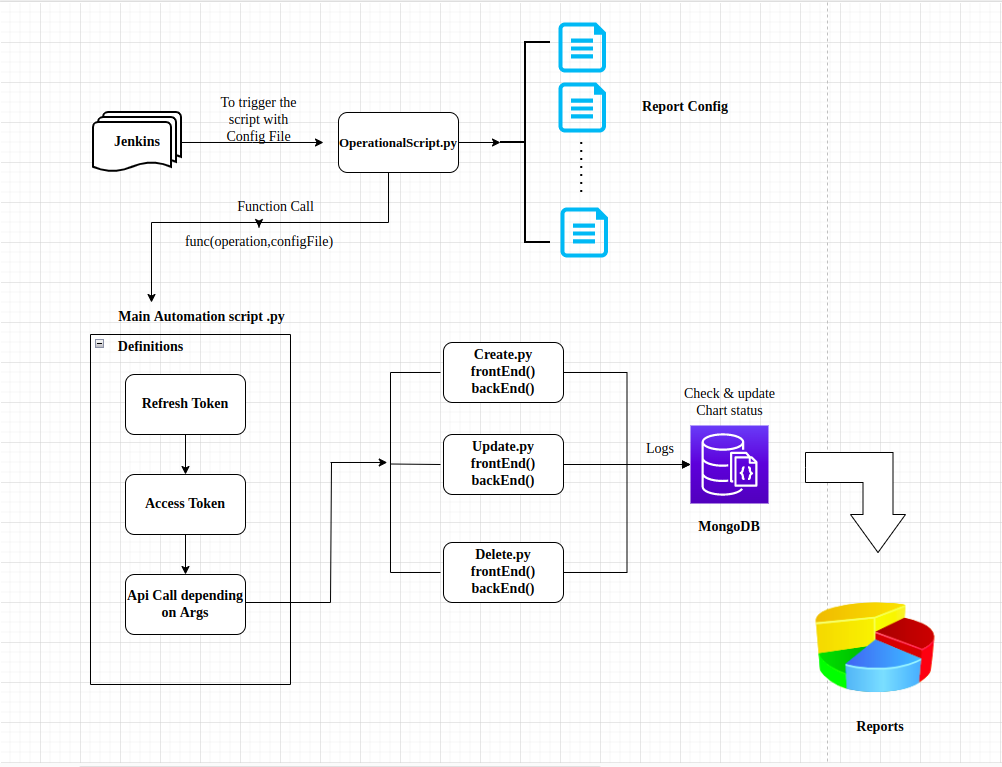 To trigger the
script with
Config File
Jenkins
OperationalScript.py
Report Config
Function Call
func(operation,configFile)
Main Automation script .py
Definitions
Refresh Token
Access Token
Api Call depending
on Args
Create.py
frontEnd()
backEnd()
Update.py
frontEnd()
backEnd()
Delete.py
frontEnd()
backEnd()
Logs
Check & update
Chart status
MongoDB
Reports